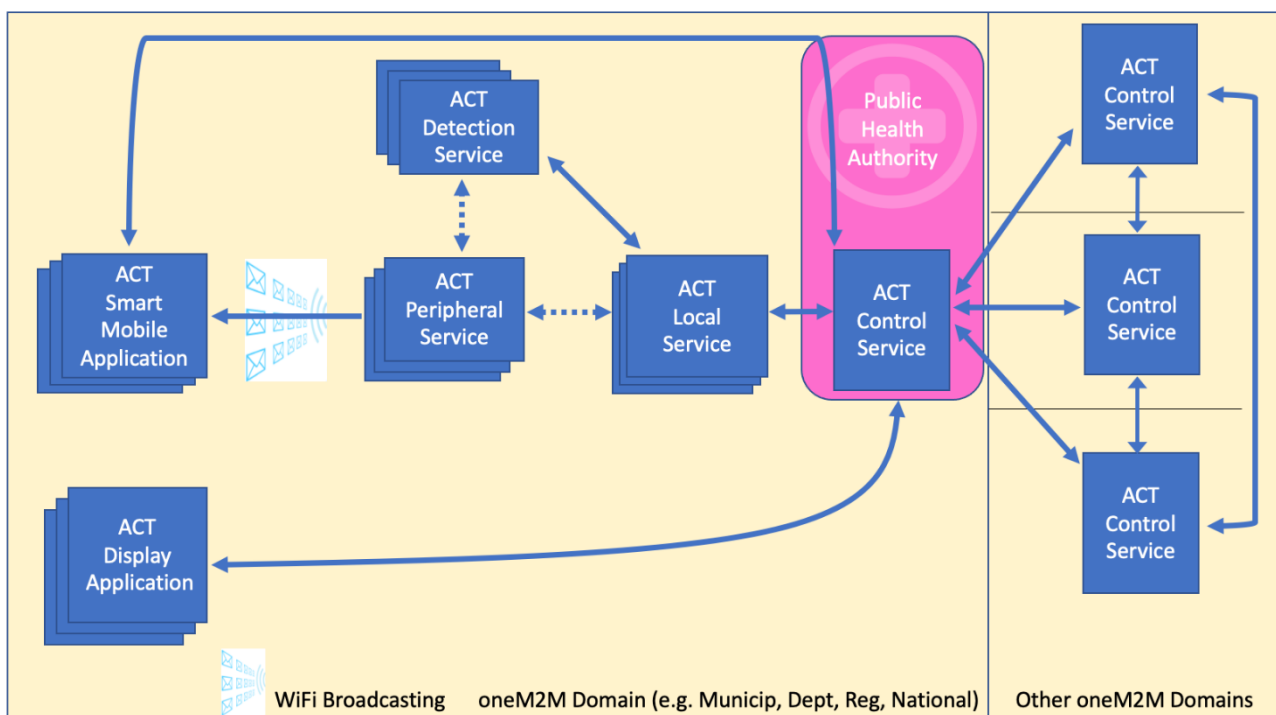 ACT
Detection
Service
Public
Health
Authority
ACT
Control
Service
ACT
Smart
Mobile
Application
ACT
Peripheral
Service
ACT
Local
Service
ACT
Control
Service
ACT
Control
Service
ACT
Display
Application
ACT
Control
Service
WiFi Broadcasting
oneM2M Domain (e.g. Municip, Dept, Reg, National)
Other oneM2M Domains